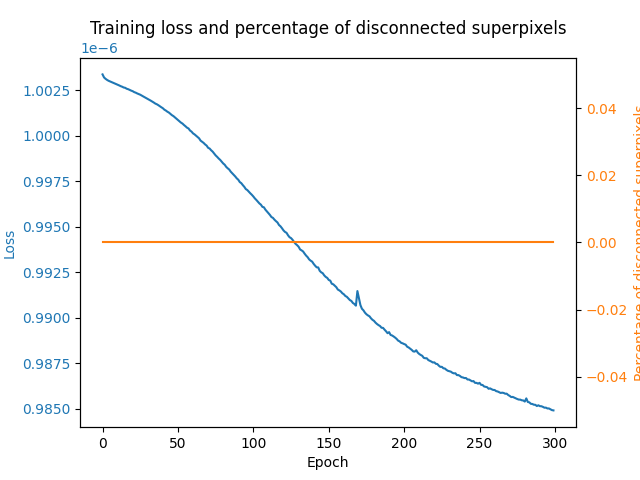 Training loss and percentage of disconnected superpixels
1e−6
1.0025
1.0000
0.9975
0.9950
0.9925
0.9900
0.9875
0.9850
Loss
0.04
0.02
0.00
−0.02
−0.04
Percentage of disconnected superpixels
0 50 100 150 200 250 300
Epoch